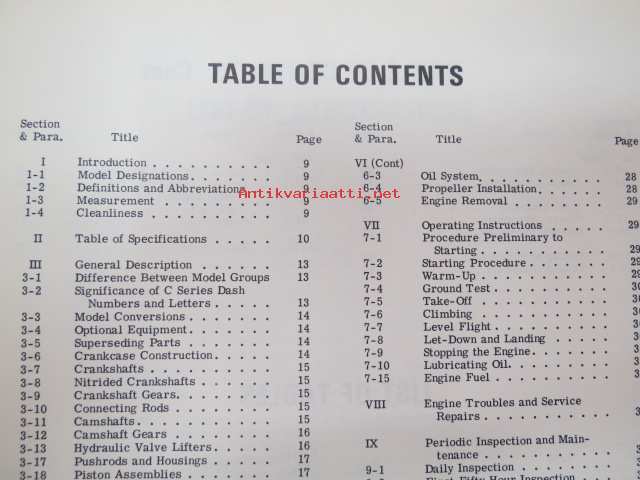 TABLE OF CONTENTS
Section
& Para. Title Page
I Introduction . . . . . . . . . . 9
1-1 Model Designations. . . . . . . 9
1-2 Definitions and Abbreviations 9
1-3 Measurement . . . . . . . . . 9
1-4 Cleanliness . . . . . . . . . . 9
II Table of Specifications . . . . . 10
III General Description . . . . . . 13
3-1 Difference Between Model Groups 13
3-2 Significance of C Series Dash
Numbers and Letters. . . . . 13
3-3 Model Conversions . . . . . . . 14
3-4 Optional Equipment. . . . . . . 14
3-5 Superseding Parts . . . . . . . 14
3-6 Crankcase Construction. . . . . 14
3-7 Crankshafts . . . . . . . . . . 15
3-8 Nitrided Crankshafts . . . . . . 15
3-9 Crankshaft Gears. . . . . . . . 15
3-10 Connecting Rods . . . . . . . . 15
3-11 Camshafts. . . . . . . . . . . 15
3-12 Camshaft Gears . . . . . . . . 16
3-13 Hydraulic Valve Lifters. . . . . 16
3-17 Pushrods and Housings . . . . . 17
3-18 Piston Assemblies . . . . . . . 17
Section
& Para. Title Page
VI (Cont)
6-3 Oil System. . . . . . . . . . . 28
6-4 Propeller Installation. . . . . . 28
6-5 Engine Removal . . . . . . . . 29
VII Operating Instructions . . . . . 29
7-1 Procedure Preliminary to
Starting. . . . . . . . . . . 29
7-2 Starting Procedure . . . . . . . 29
7-3 Warm-Up . . . . . . . . . . .
7-4 Ground Test. . . . . . . . . .
7-5 Take-Off . . . . . . . . . . .
7-6 Climbing . . . . . . . . . . .
7-7 Level Flight. . . . . . . . . .
7-8 Let-Down and Landing . . . . .
7-9 Stopping the Engine. . . . . . .
7-10 Lubricating Oil. . . . . . . . .
7-15 Engine Fuel . . . . . . . . . .
VIII Engine Troubles and Service
Repairs . . . . . . . . . . .
IX Periodic Inspection and Main-
tenance . . . . . . . . . . .
9-1 Daily Inspection . . . . . . . .
First Fifty Hour Inspection
Antikvariaatti.net